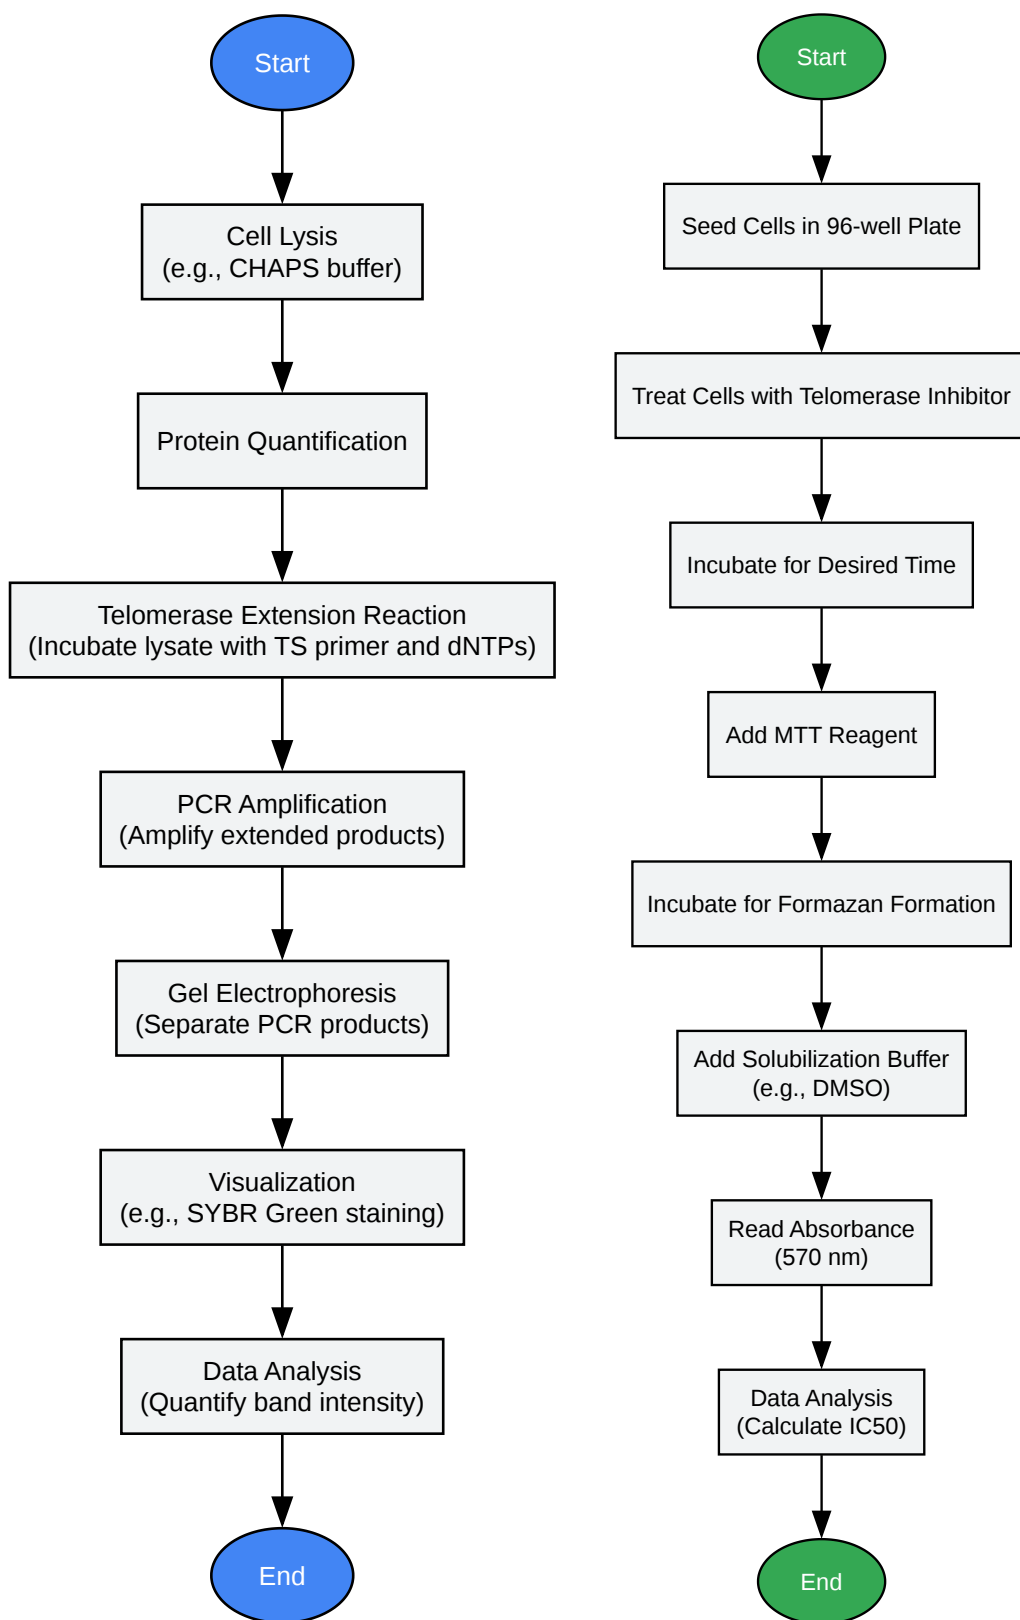 Start
Cell Lysis
(e.g., CHAPS buffer)
Protein Quantification
Telomerase Extension Reaction
(Incubate lysate with TS primer and dNTPs)
PCR Amplification
(Amplify extended products)
Gel Electrophoresis
(Separate PCR products)
Visualization
(e.g., SYBR Green staining)
Data Analysis
(Quantify band intensity)
End
Start
Seed Cells in 96-well Plate
Treat Cells with Telomerase Inhibitor
Incubate for Desired Time
Add MTT Reagent
Incubate for Formazan Formation
Add Solubilization Buffer
(e.g., DMSO)
Read Absorbance
(570 nm)
Data Analysis
(Calculate IC50)
End